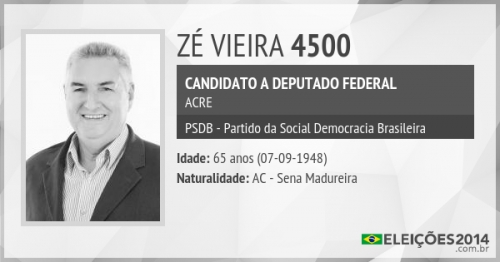 ZÉ VIEIRA 4500
CANDIDATO A DEPUTADO FEDERAL
ACRE
PSDB - Partido da Social Democracia Brasileira
Idade: 65 anos (07-09-1948)
Naturalidade: AC - Sena Madureira
ELEIÇÕES2014
.com.br